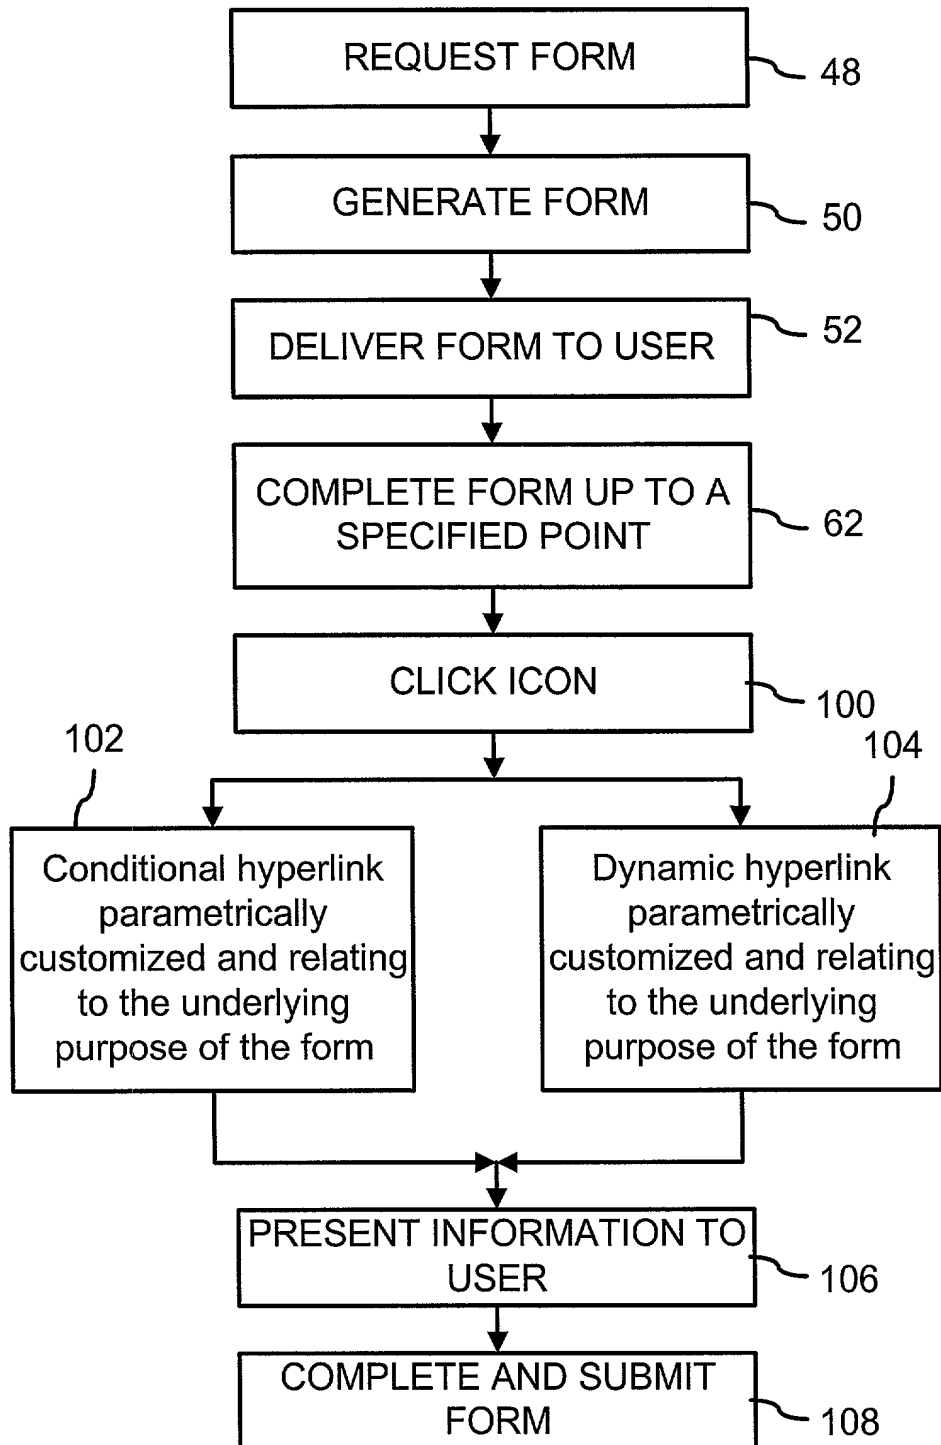 REQUEST FORM
48
GENERATE FORM
50
DELIVER FORM TO USER
52
COMPLETE FORM UP TO A
SPECIFIED POINT
62
CLICK ICON
100
102
104
Conditional hyperlink
parametrically
customized and relating
to the underlying
purpose of the form
Dynamic hyperlink
parametrically
customized and relating
to the underlying
purpose of the form
PRESENT INFORMATION TO
USER
106
COMPLETE AND SUBMIT
FORM
108